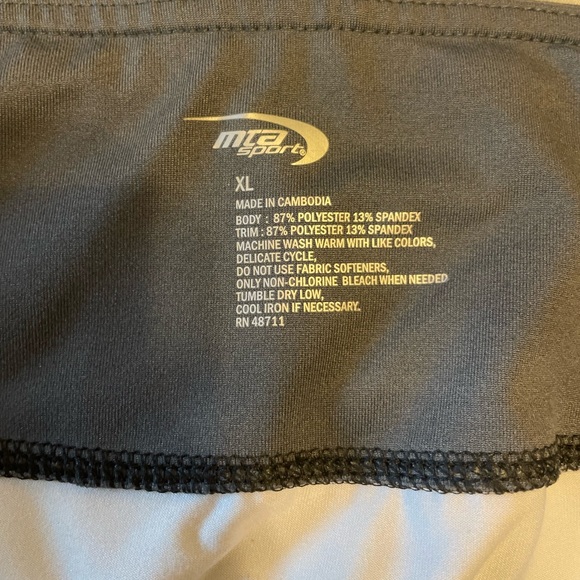 mta
sport®
XL
MADE IN CAMBODIA
BODY : 87% POLYESTER 13% SPANDEX
TRIM : 87% POLYESTER 13% SPANDEX
MACHINE WASH WARM WITH LIKE COLORS,
DELICATE CYCLE,
DO NOT USE FABRIC SOFTENERS,
ONLY NON-CHLORINE BLEACH WHEN NEEDED
TUMBLE DRY LOW,
COOL IRON IF NECESSARY.
RN 48711